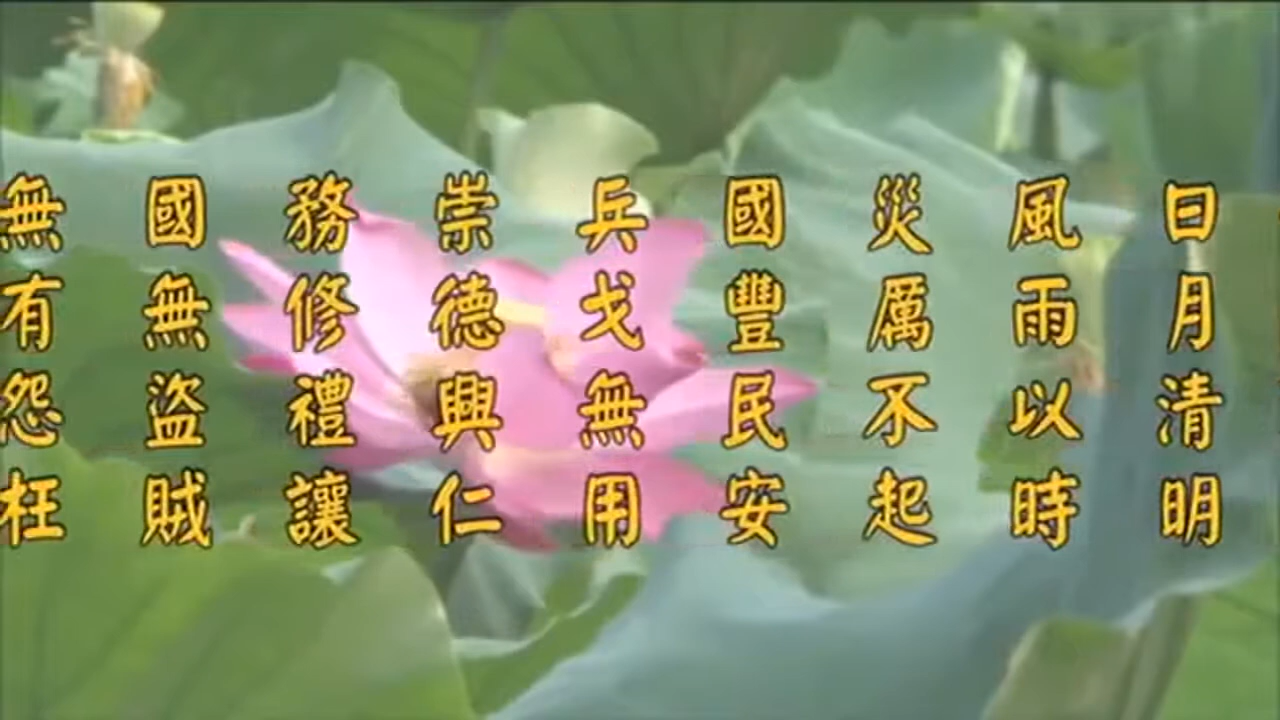 日月清明
風雨以時
災厲不起
國豐民安
兵戈無用
崇德興仁
務修禮讓
國無盜賊
無有怨枉